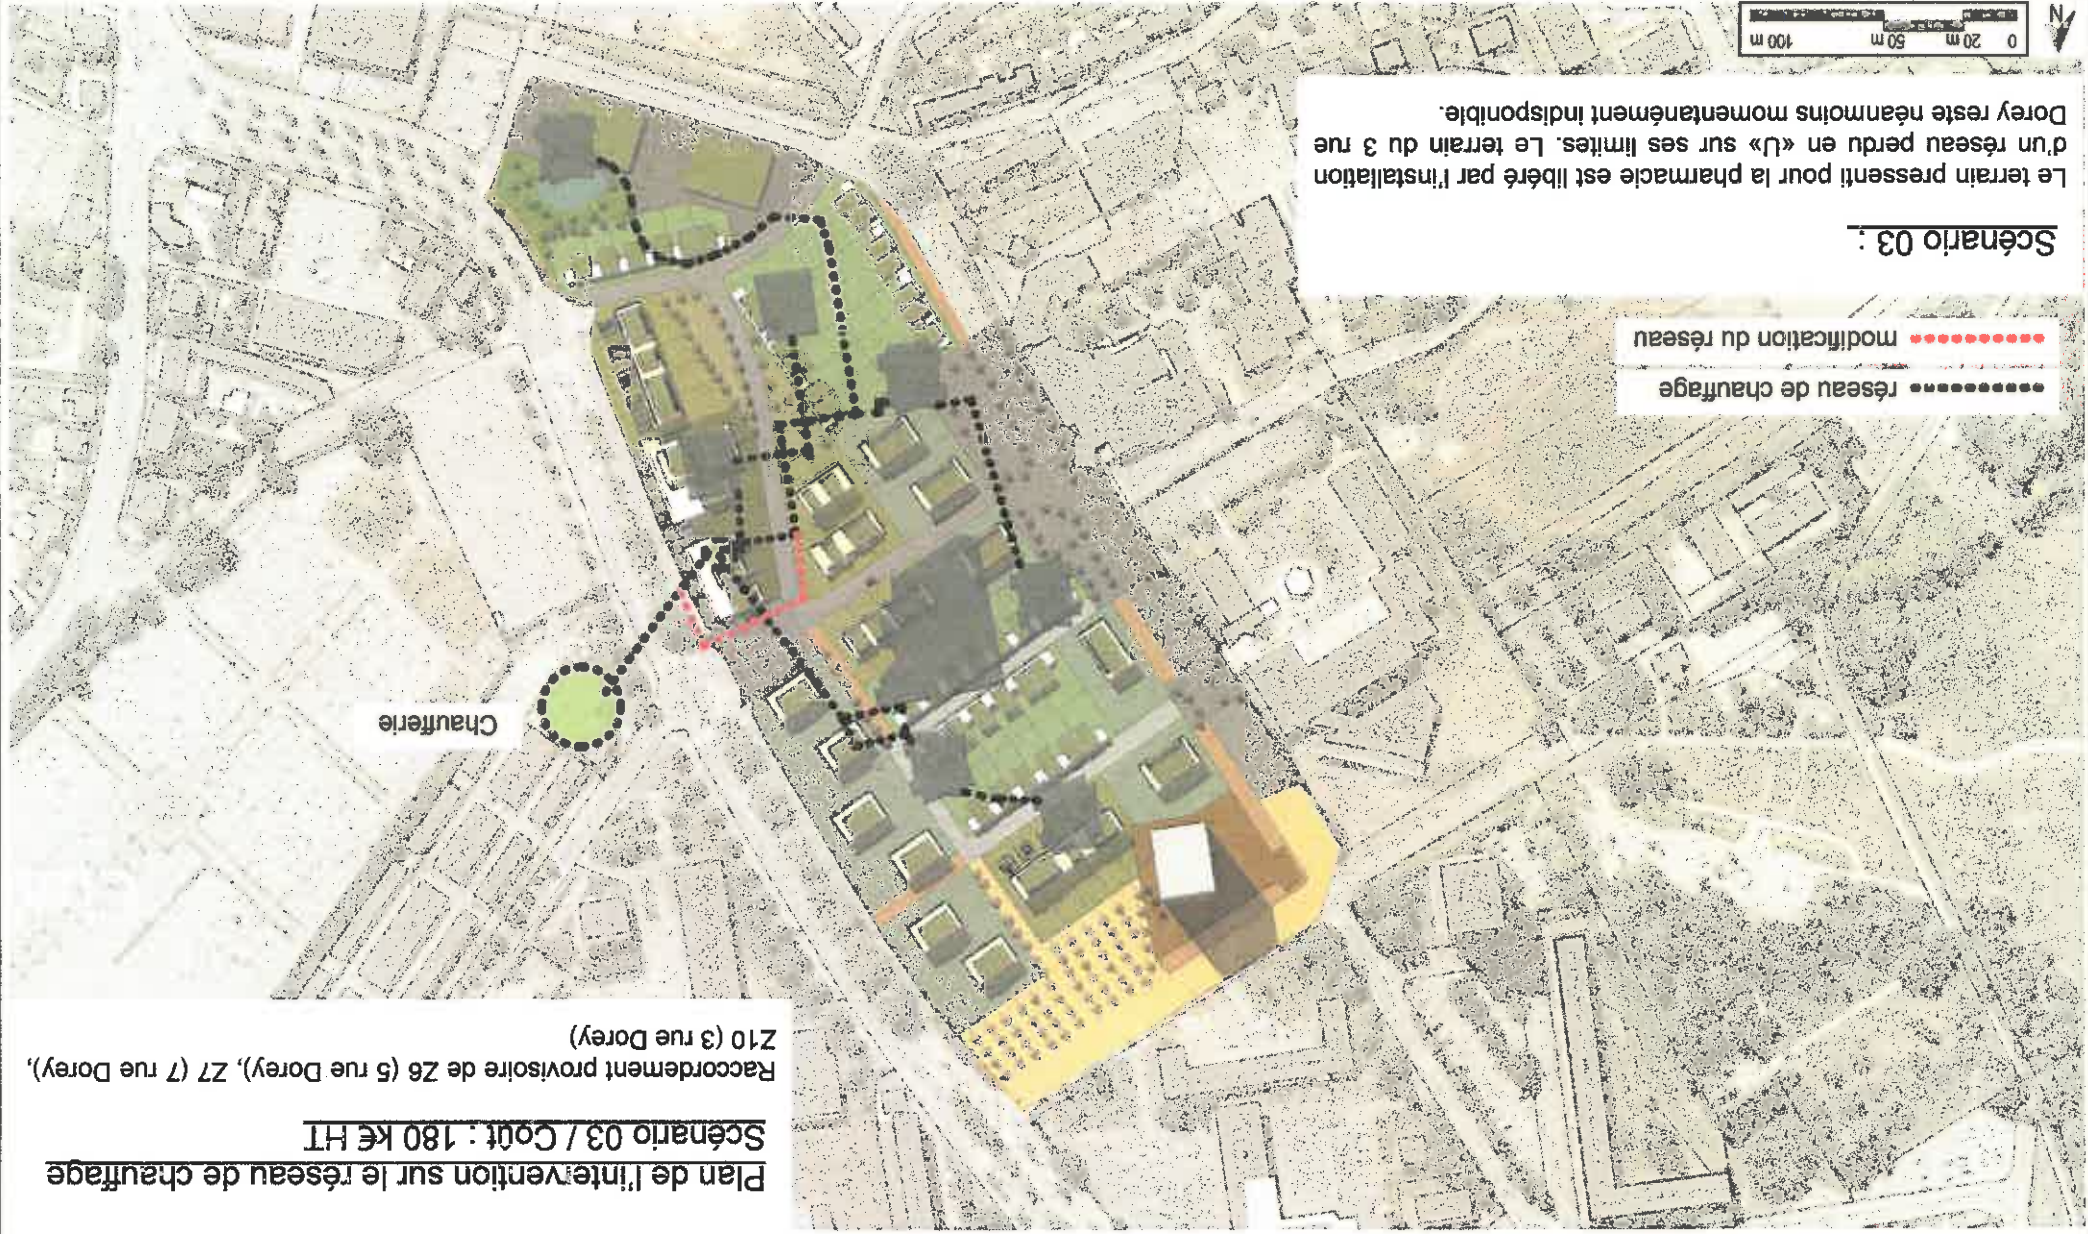 Plan de l'intervention sur le réseau de chauffage
Scénario 03 / Coût : 180 K€ HT
Raccordement provisoire de Z6 (5 rue Dorey), Z7 (7 rue Dorey),
Z10 (3 rue Dorey)
Chaufferie
réseau de chauffage
modification du réseau
Scénario 03 :
Le terrain pressenti pour la pharmacie est libéré par l'installation
d'un réseau perdu en «U» sur ses limites. Le terrain du 3 rue
Dorey reste néanmoins momentanément indisponible.
0 20 m 50 m 100 m
N